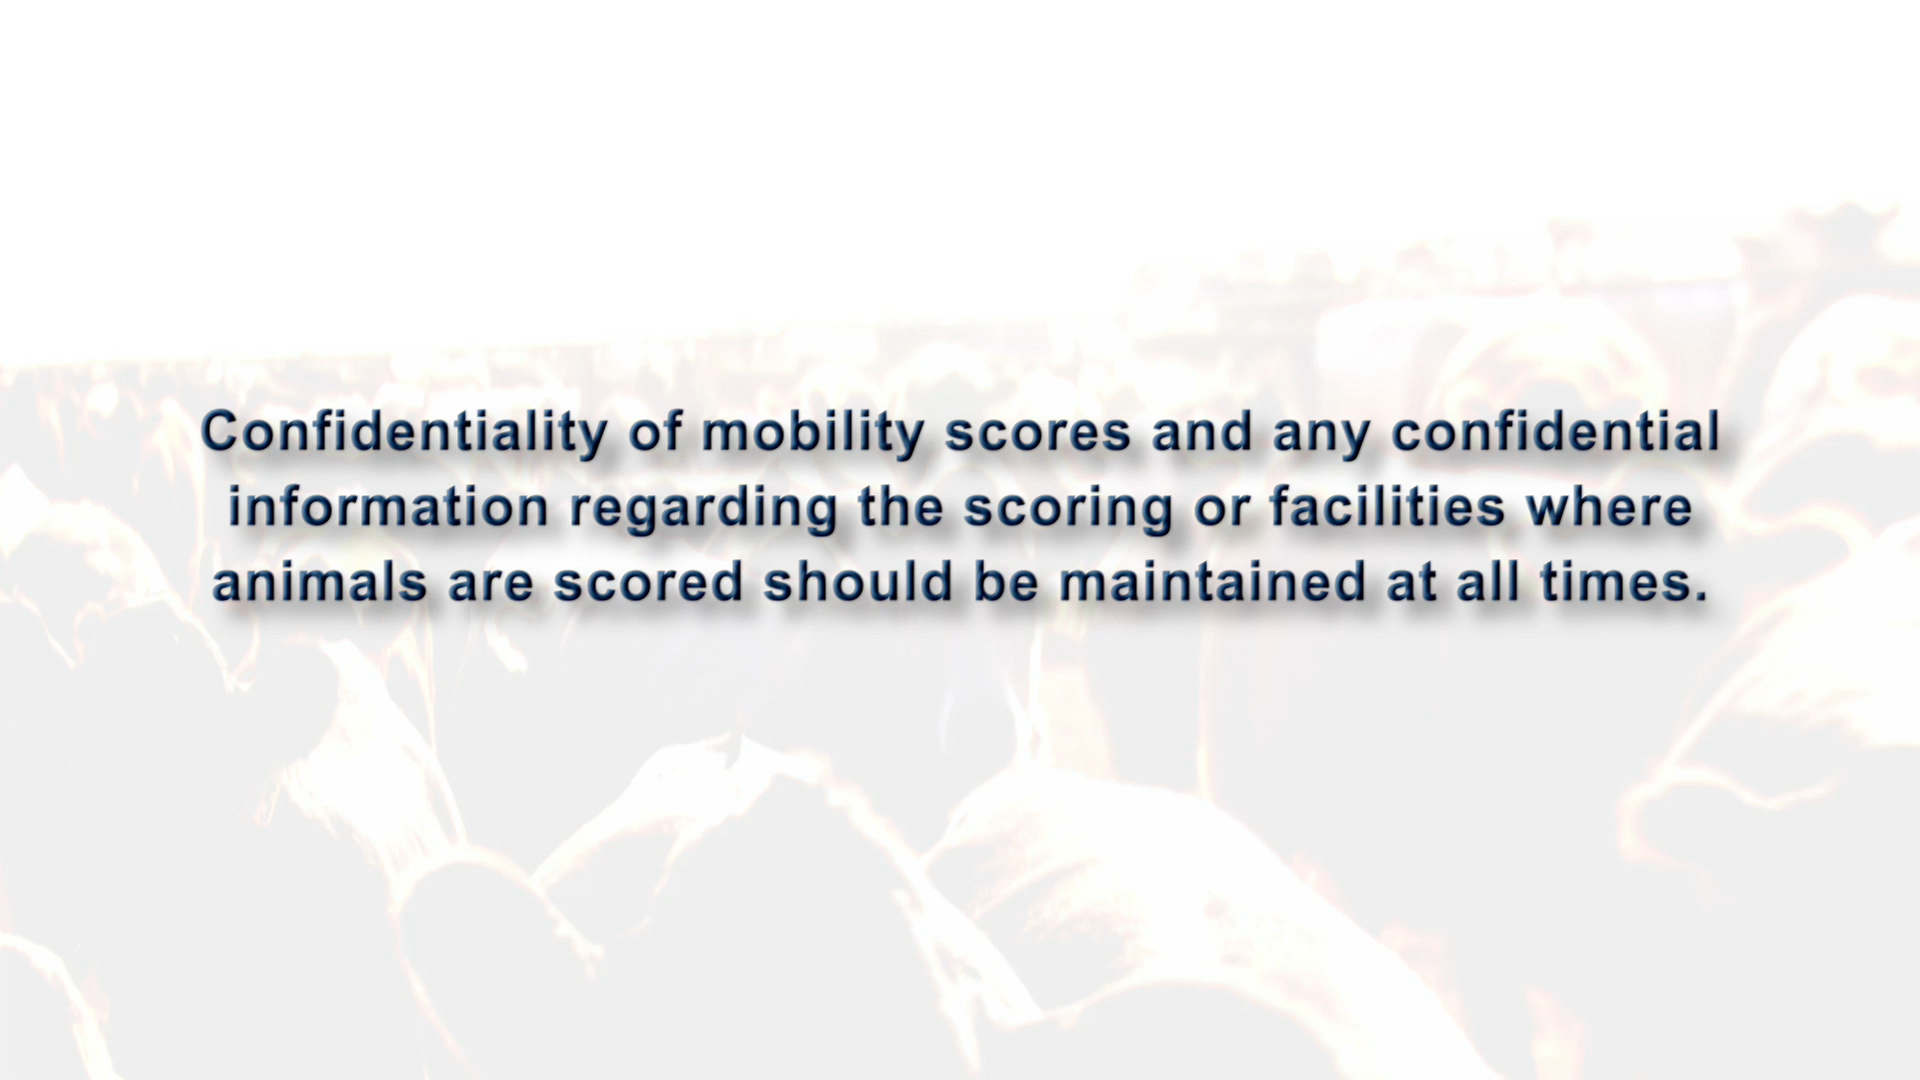 Confidentiality of mobility scores and any confidential
information regarding the scoring or facilities where
animals are scored should be maintained at all times.